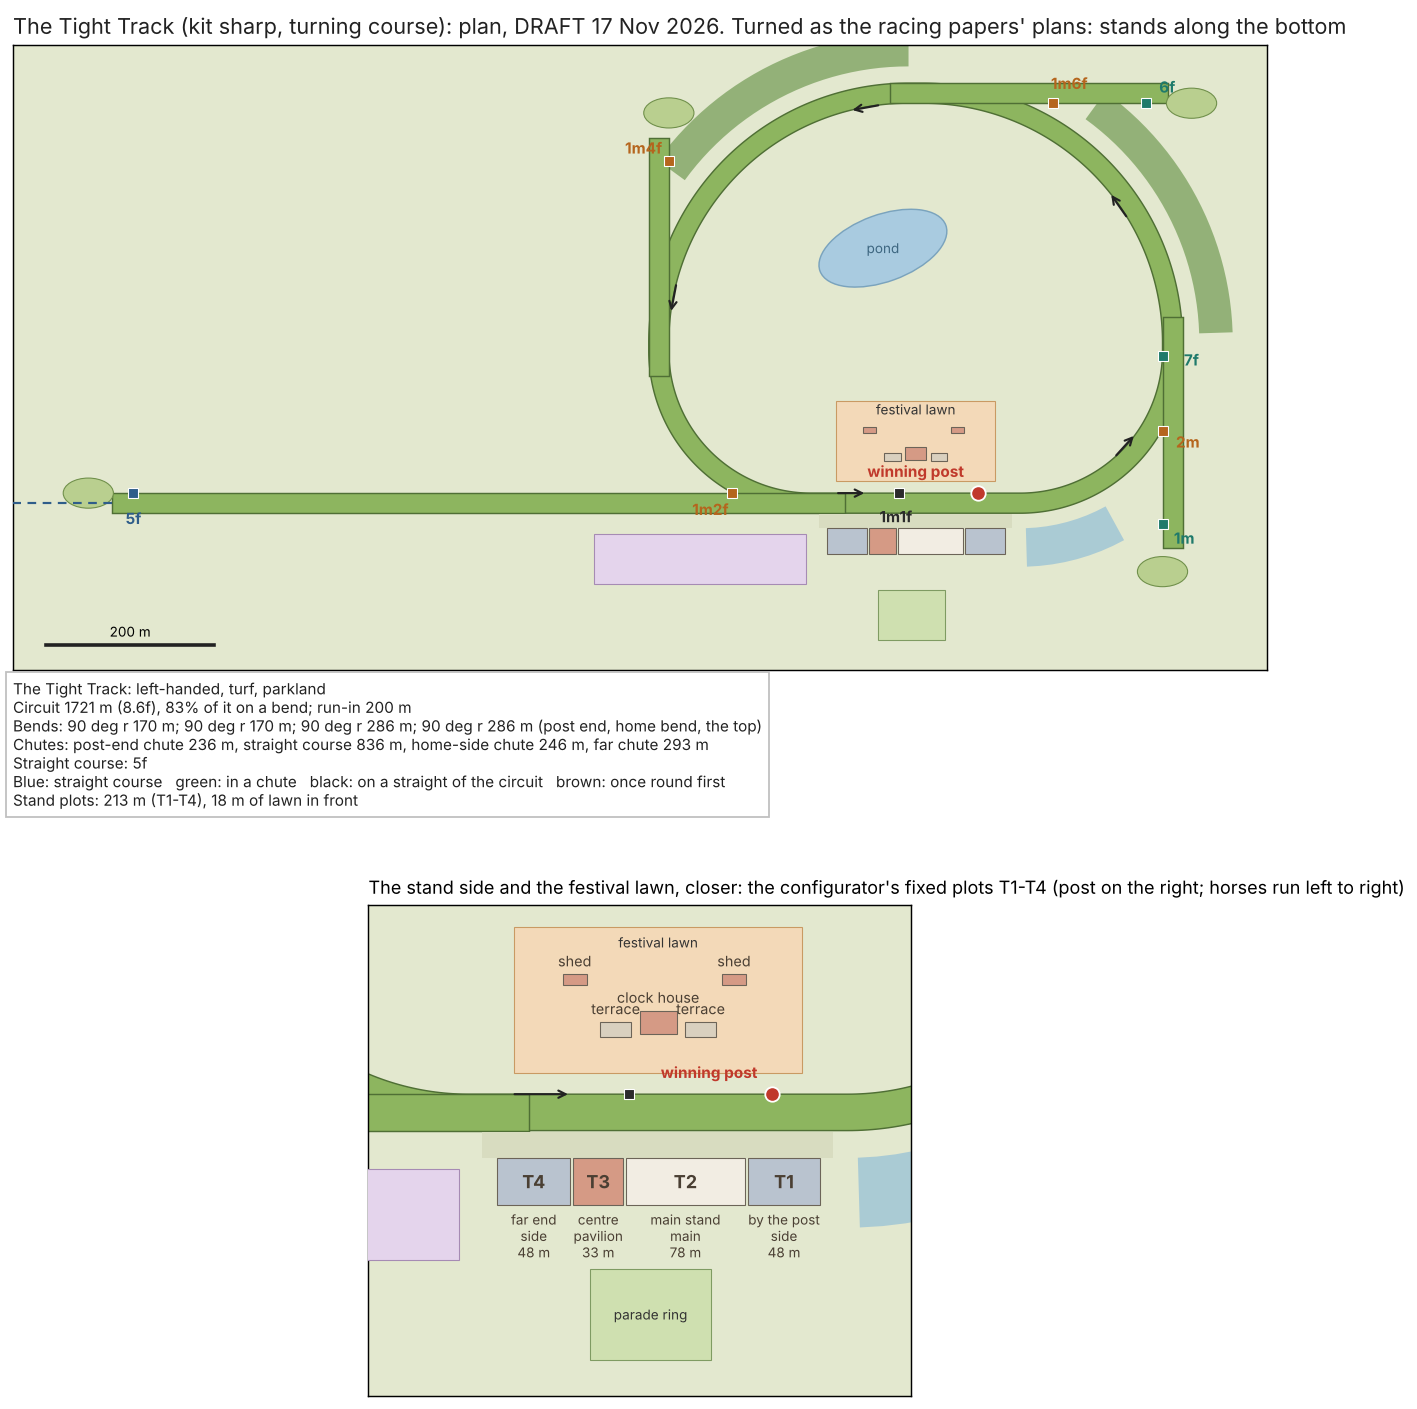 The Tight Track (kit sharp, turning course): plan, DRAFT 17 Nov 2026. Turned as the racing papers' plans: stands along the bottom
1m6f
6f
1m4f
pond
7f
festival lawn
2m
winning post
1m2f
1m1f
5f
1m
200 m
The Tight Track: left-handed, turf, parkland
Circuit 1721 m (8.6f), 83% of it on a bend; run-in 200 m
Bends: 90 deg r 170 m; 90 deg r 170 m; 90 deg r 286 m; 90 deg r 286 m (post end, home bend, the top)
Chutes: post-end chute 236 m, straight course 836 m, home-side chute 246 m, far chute 293 m
Straight course: 5f
Blue: straight course   green: in a chute   black: on a straight of the circuit   brown: once round first
Stand plots: 213 m (T1-T4), 18 m of lawn in front
The stand side and the festival lawn, closer: the configurator's fixed plots T1-T4 (post on the right; horses run left to right)
festival lawn
shed shed
clock house
terrace terrace
winning post
T4 T3 T2 T1
far end centre main stand by the post
side pavilion main side
48 m 33 m 78 m 48 m
parade ring